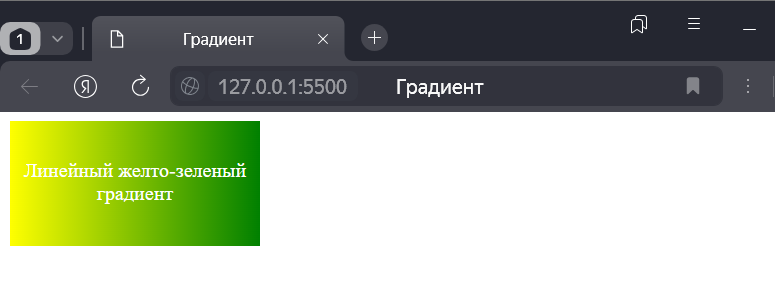 1
Градиент
Я
127.0.0.1:5500
Градиент
Линейный желто-зеленый
градиент